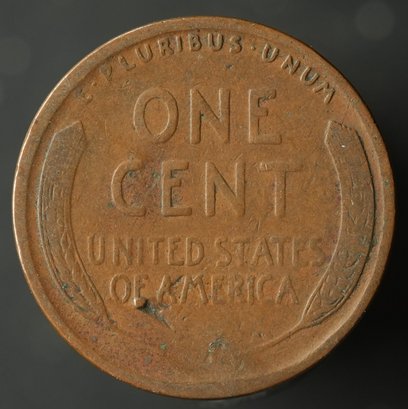 E·PLURIBUS·UNUM
ONE
CENT
UNITED STATES
OF AMERICA